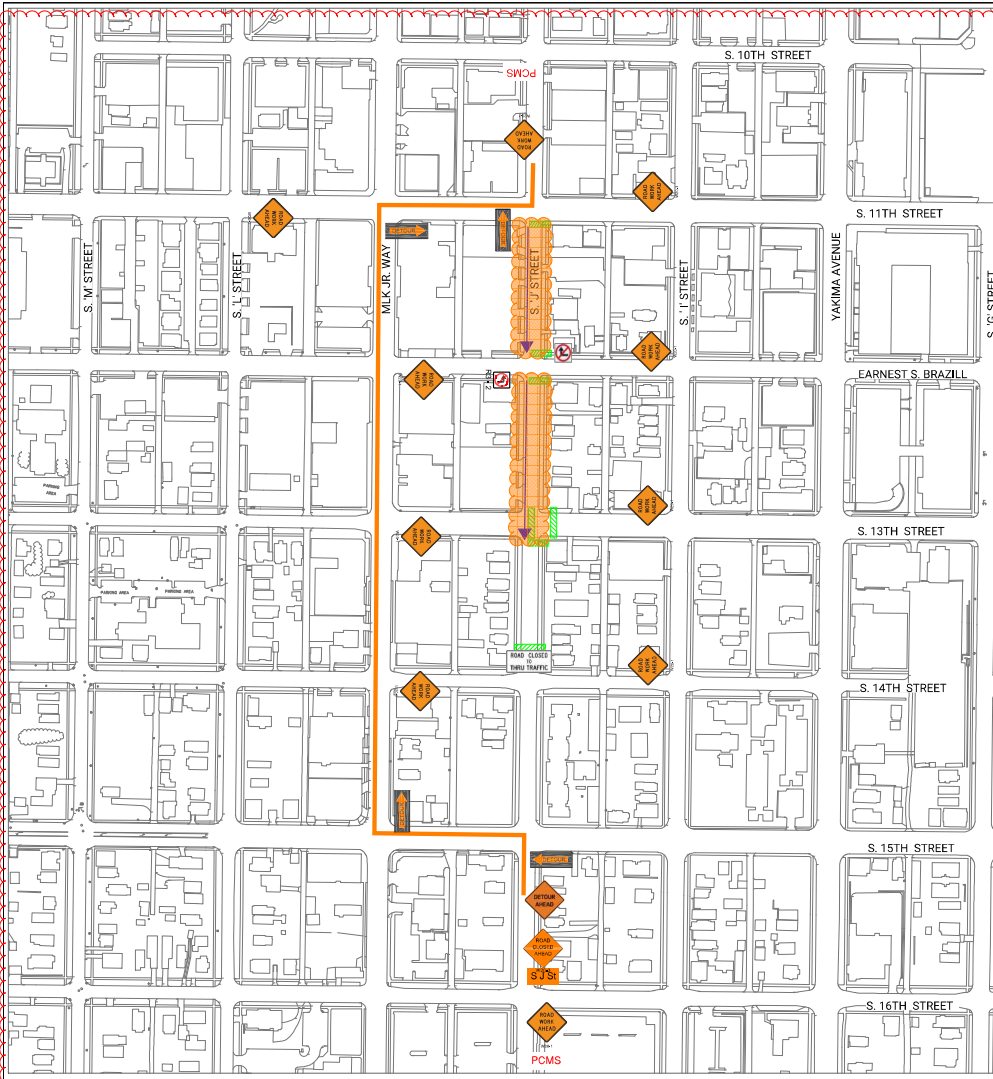 S. 10TH STREET
PCMS
ROAD
WORK
AHEAD
ROAD
WORK
AHEAD
ROAD
WORK
AHEAD
S. 11TH STREET
DETOUR
DETOUR
S. 'M' STREET
S. 'L' STREET
MLK JR. WAY
S. 'J' STREET
S. 'I' STREET
YAKIMA AVENUE
S. 'G' STREET
ROAD
WORK
AHEAD
EARNEST S. BRAZILL
ROAD
WORK
AHEAD
PARKING
AREA
ROAD
WORK
AHEAD
S. 13TH STREET
ROAD
WORK
AHEAD
PARKING AREA
PARKING AREA
ROAD CLOSED
TO
THRU TRAFFIC
ROAD
WORK
AHEAD
S. 14TH STREET
ROAD
WORK
AHEAD
DETOUR
S. 15TH STREET
DETOUR
DETOUR
AHEAD
ROAD
CLOSED
AHEAD
S J St
S. 16TH STREET
ROAD
WORK
AHEAD
PCMS